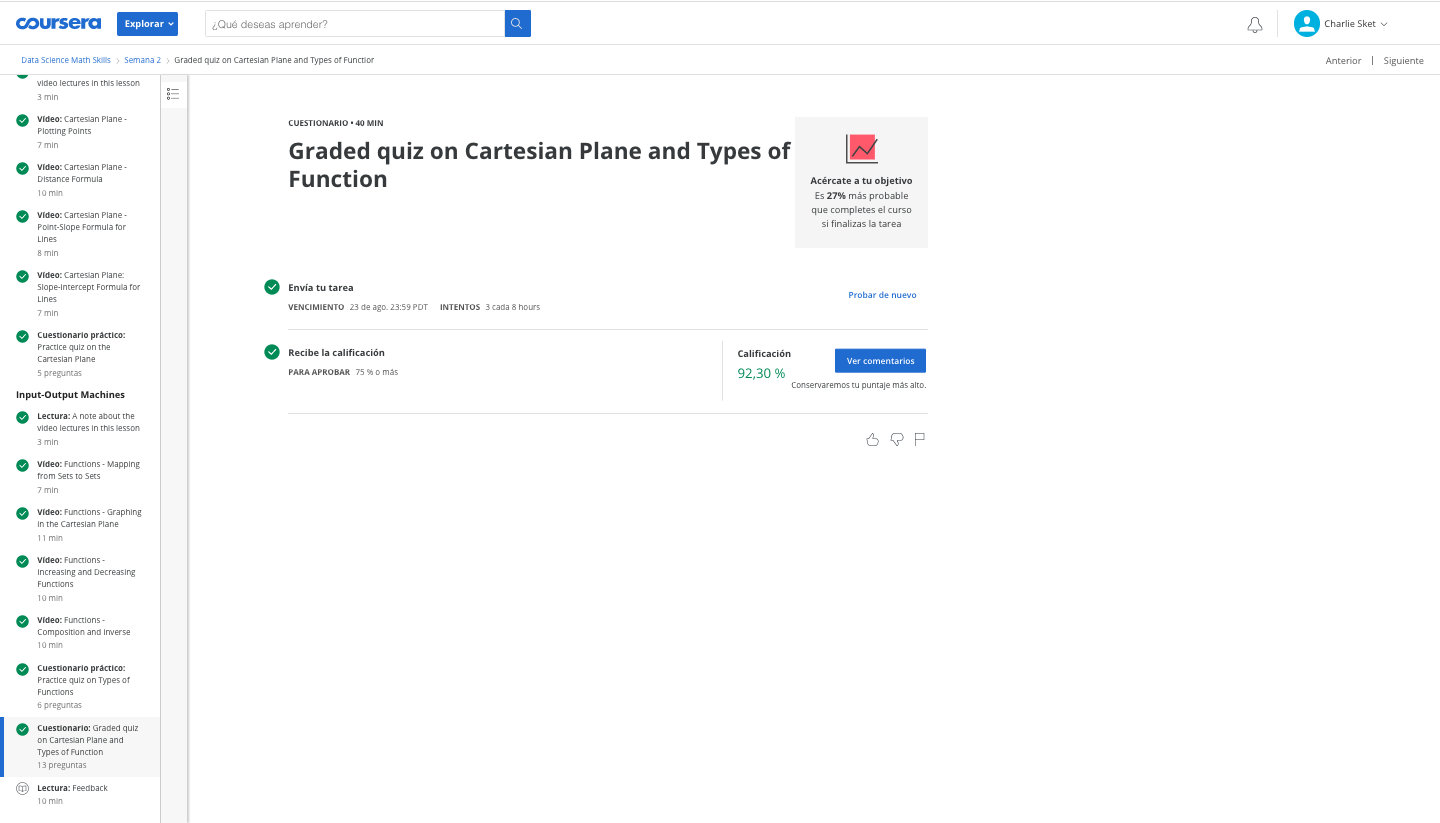 coursera
Explorar
¿Qué deseas aprender?
Charlie Sket
Data Science Math Skills
Semana 2
Graded quiz on Cartesian Plane and Types of Functior
Anterior
Siguiente
video lectures in this lesson
3 min
Vídeo: Cartesian Plane -
Plotting Points
7 min
Vídeo: Cartesian Plane -
Distance Formula
10 min
Vídeo: Cartesian Plane -
Point-Slope Formula for
Lines
8 min
Vídeo: Cartesian Plane:
Slope-Intercept Formula for
Lines
7 min
Cuestionario práctico:
Practice quiz on the
Cartesian Plane
5 preguntas
Input-Output Machines
Lectura: A note about the
video lectures in this lesson
3 min
Vídeo: Functions - Mapping
from Sets to Sets
7 min
Vídeo: Functions - Graphing
in the Cartesian Plane
11 min
Vídeo: Functions -
Increasing and Decreasing
Functions
10 min
Vídeo: Functions -
Composition and Inverse
10 min
Cuestionario práctico:
Practice quiz on Types of
Functions
6 preguntas
Cuestionario: Graded quiz
on Cartesian Plane and
Types of Function
13 preguntas
Lectura: Feedback
10 min
CUESTIONARIO • 40 MIN
Graded quiz on Cartesian Plane and Types of
Function
Acércate a tu objetivo
Es 27% más probable
que completes el curso
si finalizas la tarea
Envía tu tarea
VENCIMIENTO 23 de ago. 23:59 PDT INTENTOS 3 cada 8 hours
Probar de nuevo
Recibe la calificación
PARA APROBAR 75 % o más
Calificación
92,30 %
Ver comentarios
Conservaremos tu puntaje más alto.